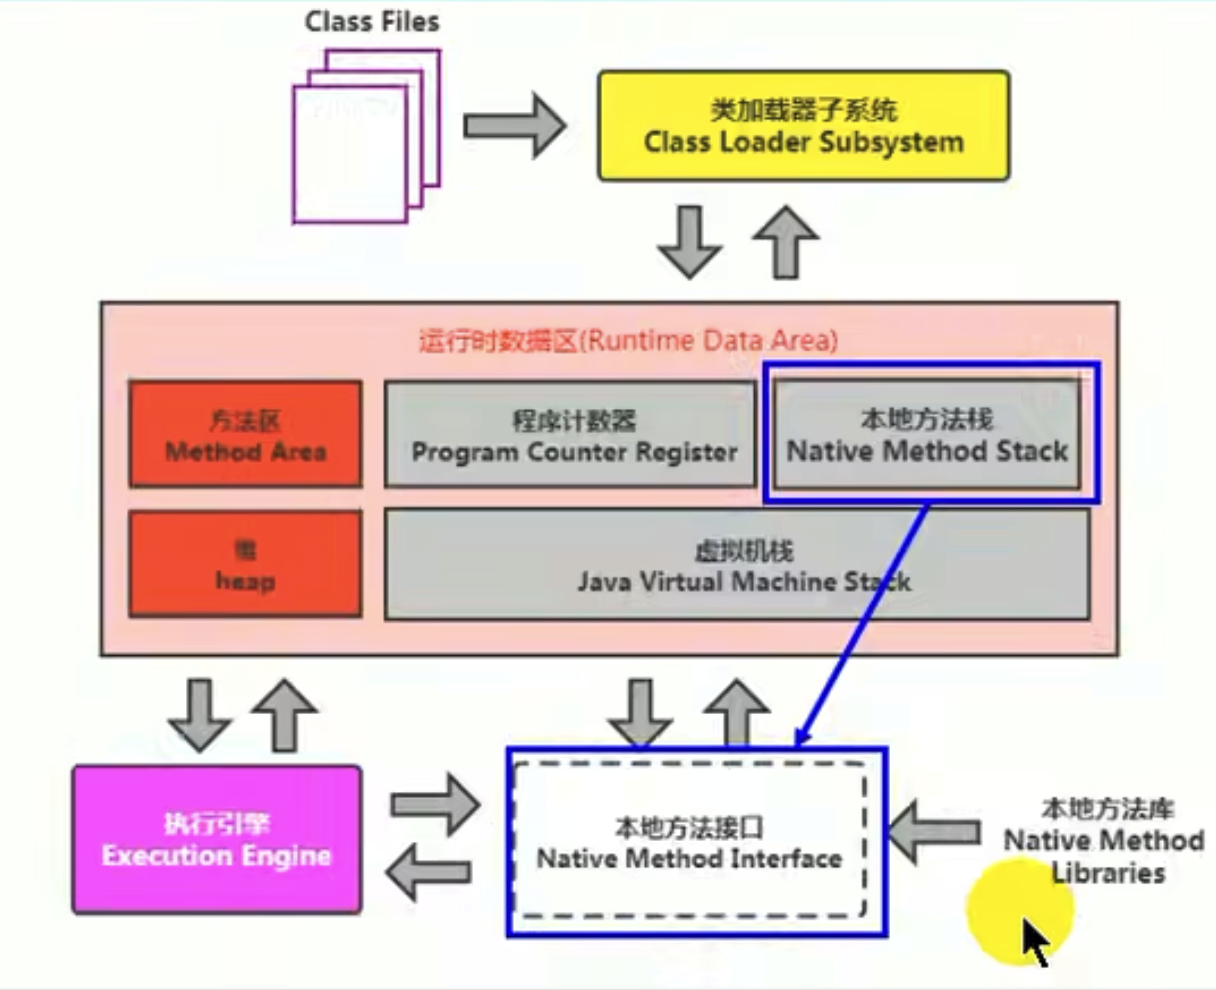 Class Files
类加载器子系统
Class Loader Subsystem
运行时数据区(Runtime Data Area)
方法区
Method Area
程序计数器
Program Counter Register
本地方法栈
Native Method Stack
堆
heap
虚拟机栈
Java Virtual Machine Stack
执行引擎
Execution Engine
本地方法接口
Native Method Interface
本地方法库
Native Method
Libraries